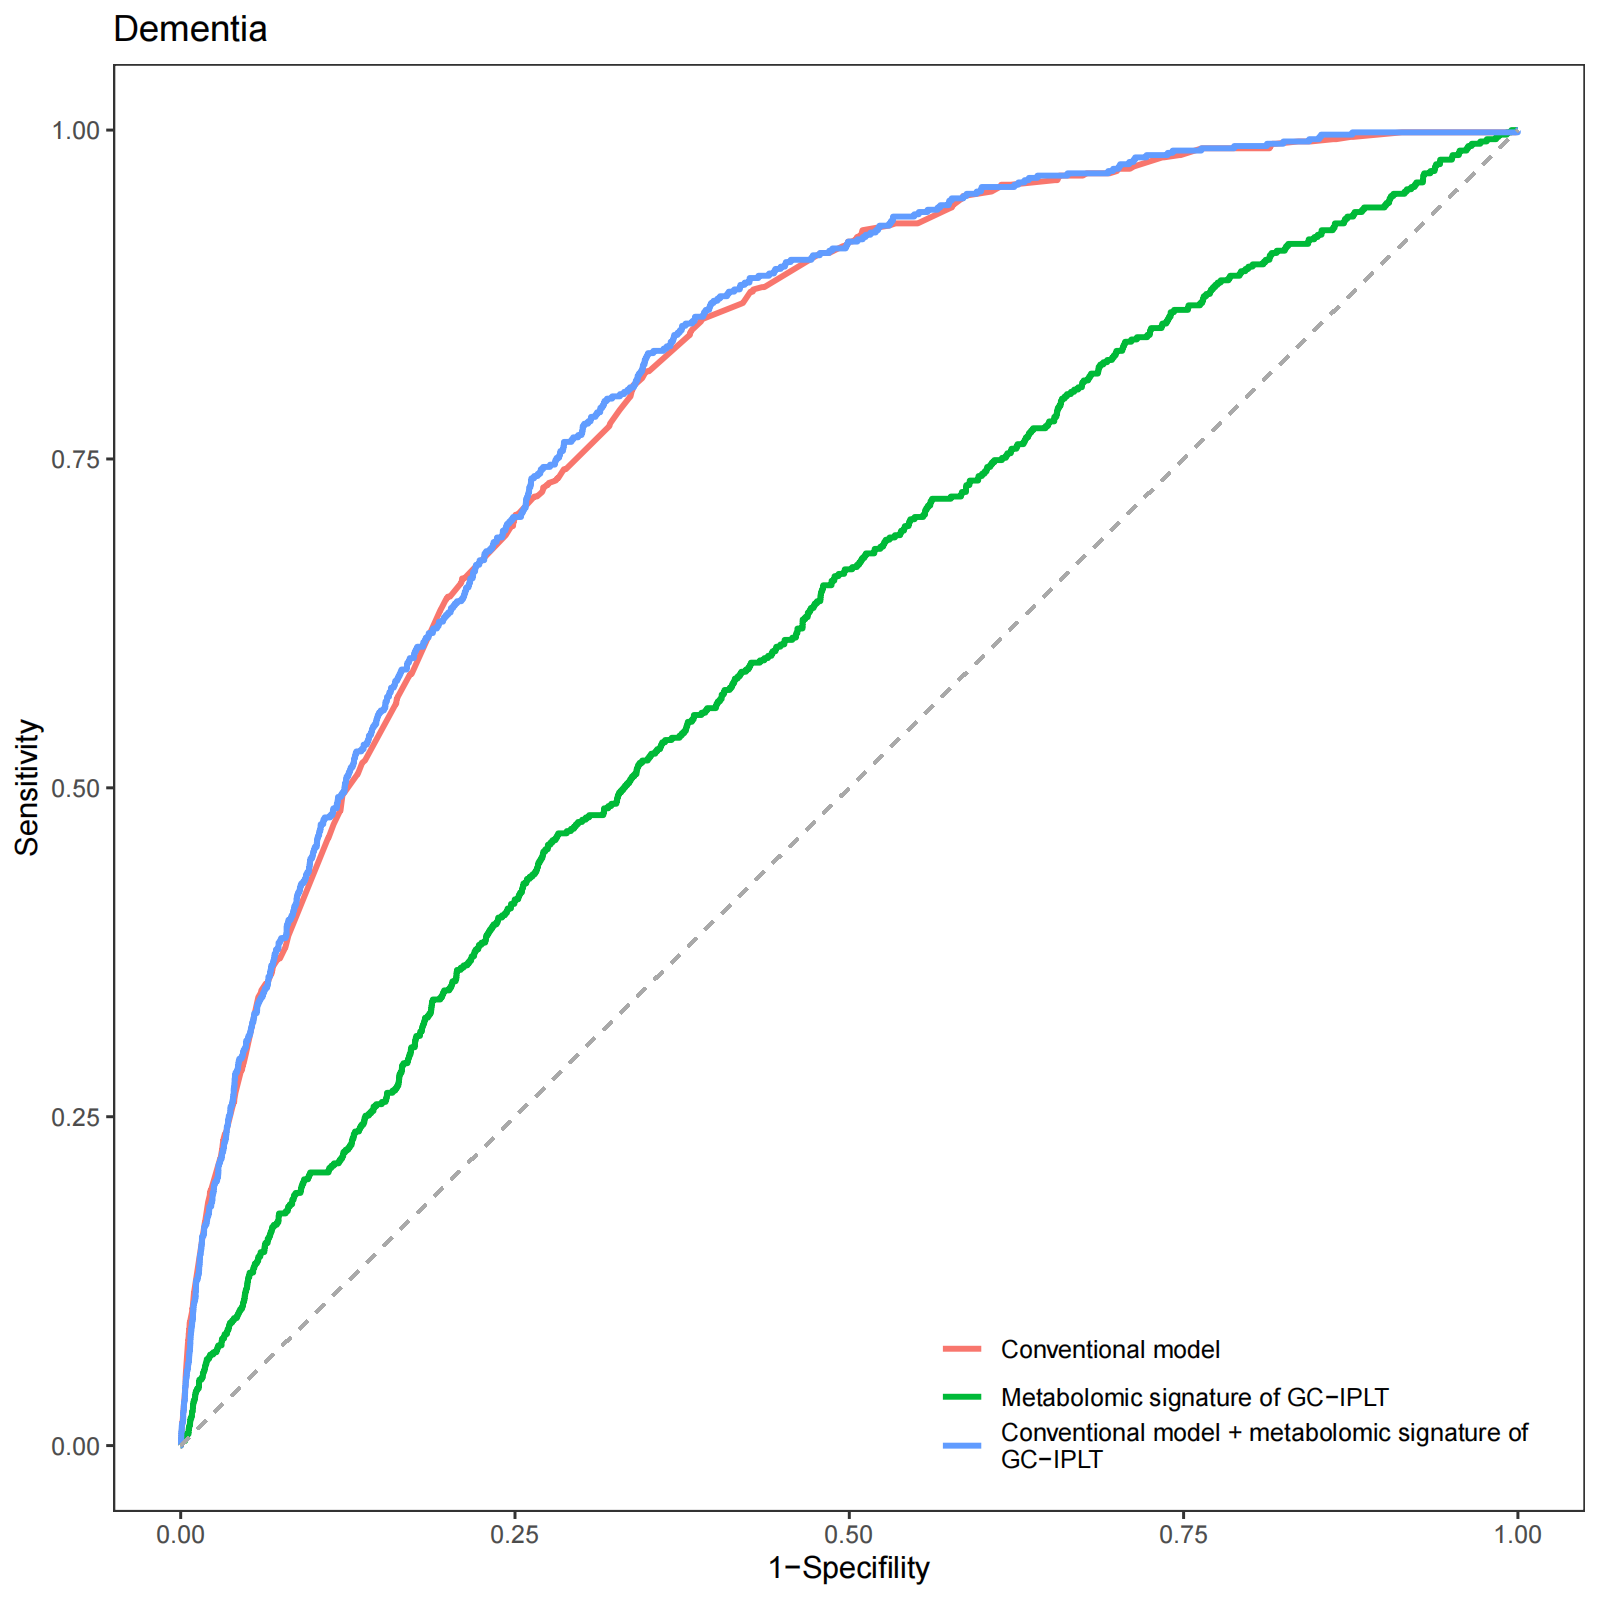 Dementia
1.00
0.75
0.50
0.25
0.00
Sensitivity
Conventional model
Metabolomic signature of GC−IPLT
Conventional model + metabolomic signature of
GC−IPLT
0.00 0.25 0.50 0.75 1.00
1−Specifility